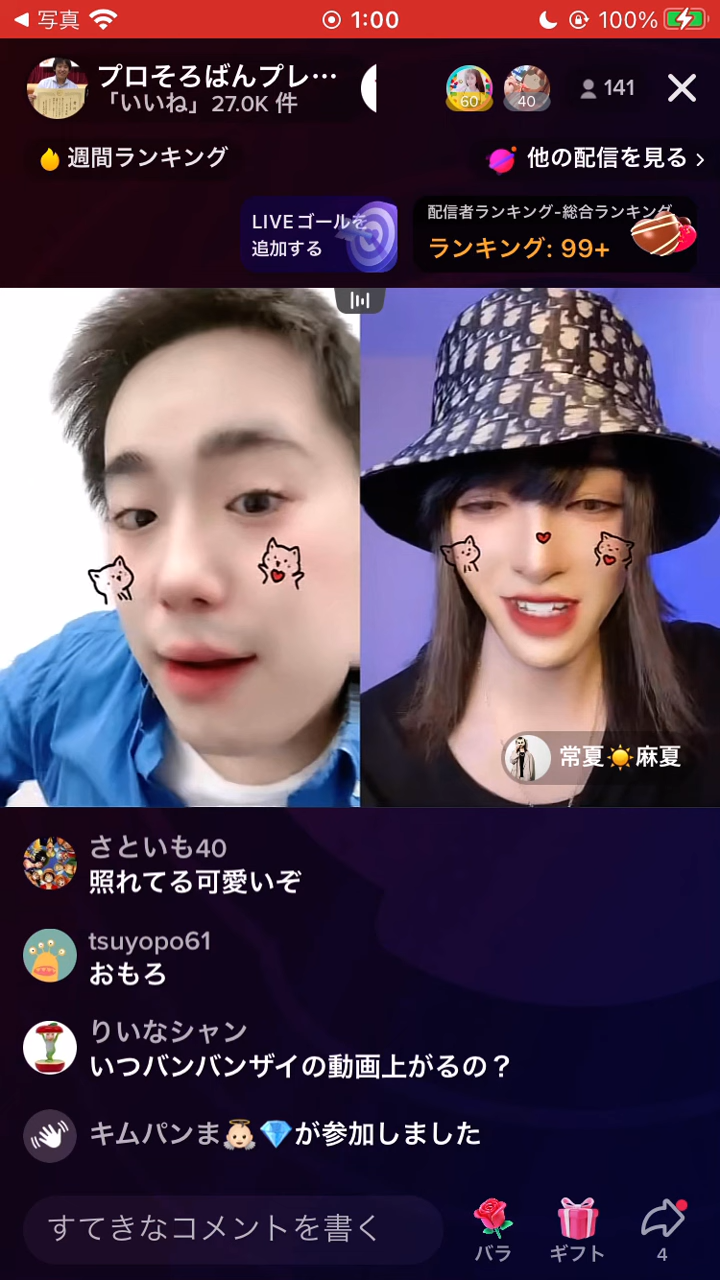 写真
1:00
100%
プロそろばんプレ…
「いいね」27.0K 件
60
40
141
週間ランキング
他の配信を見る
LIVEゴールを
追加する
配信者ランキング-総合ランキング
ランキング: 99+
常夏☀️麻夏
さといも40
照れてる可愛いぞ
tsuyopo61
おもろ
りいなシャン
いつバンバンザイの動画上がるの？
キムパンま👼🏻💎が参加しました
すてきなコメントを書く
バラ
ギフト
4